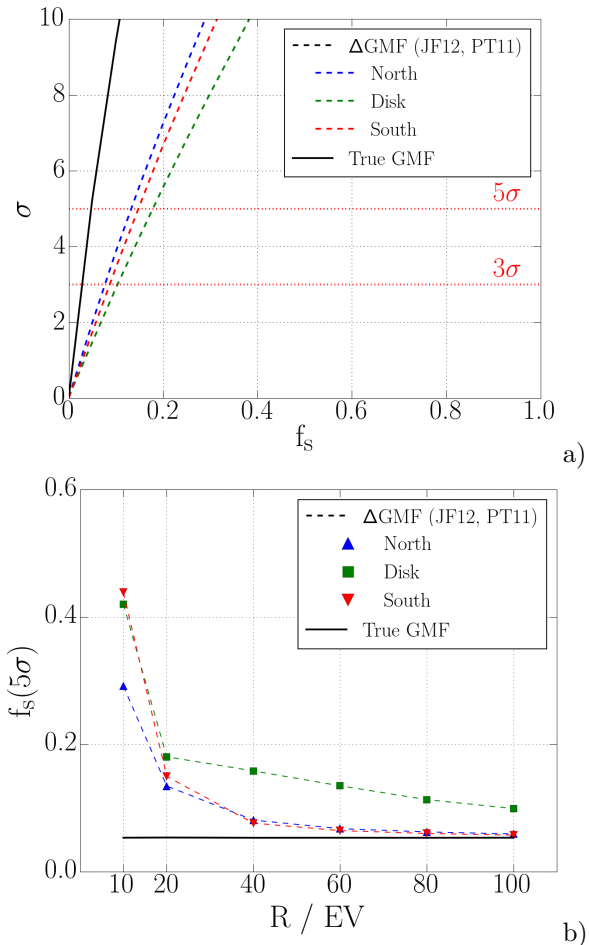 10
8
6
4
2
0
σ
ΔGMF (JF12, PT11)
North
Disk
South
True GMF
5σ
3σ
0 0.2 0.4 0.6 0.8 1.0
fs
a)
0.6
0.4
0.2
0.0
fs(5σ)
ΔGMF (JF12, PT11)
North
Disk
South
True GMF
10 20 40 60 80 100
R / EV
b)